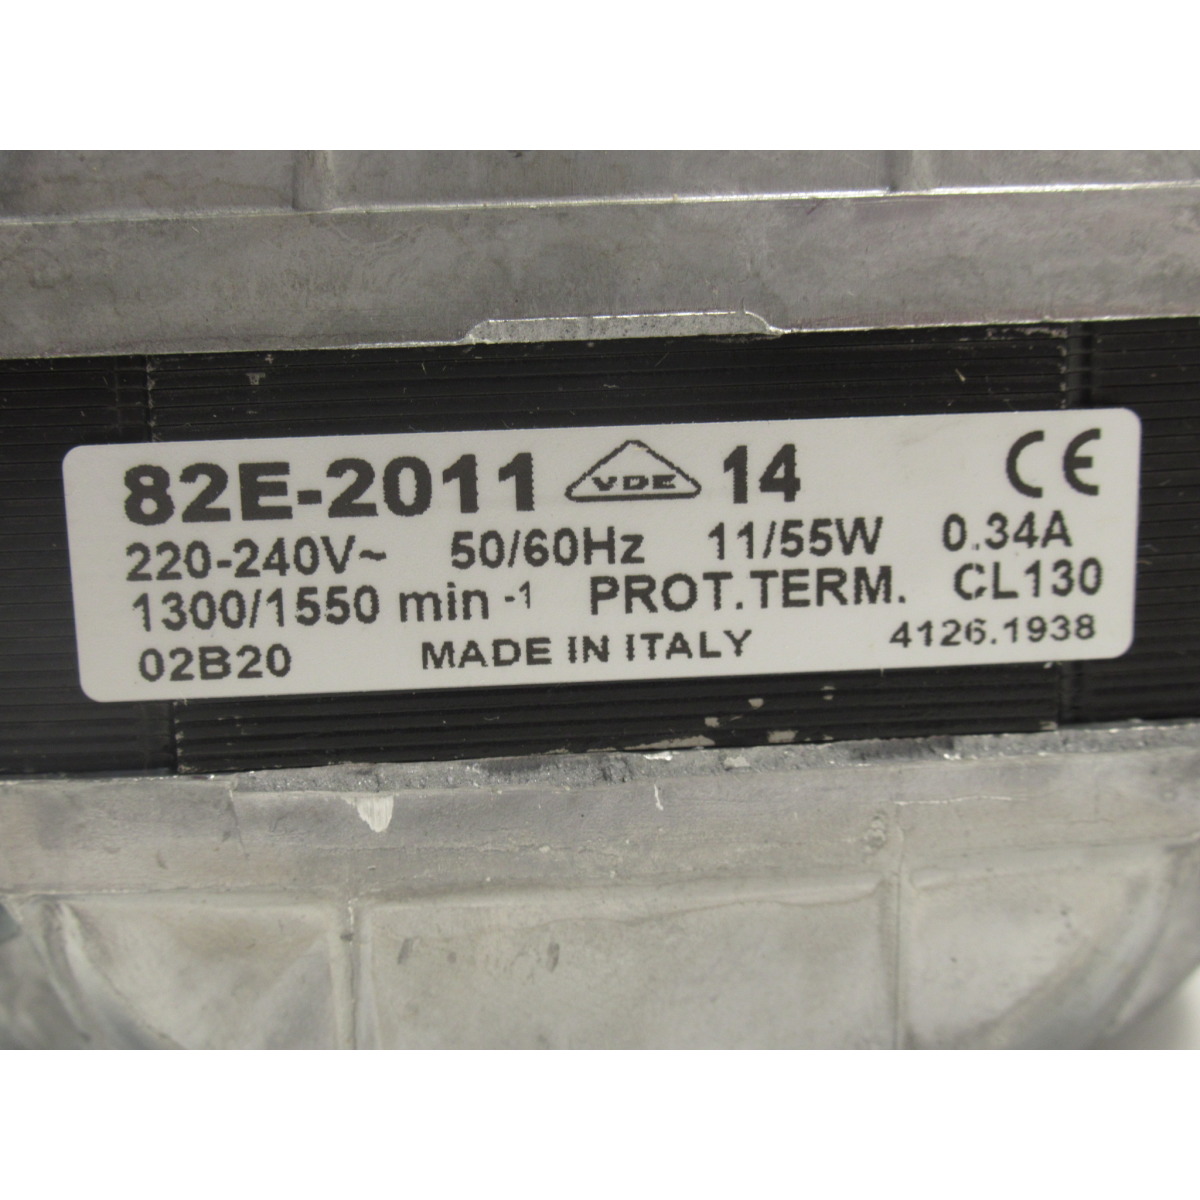 82E-2011 VDE 14 CE
220-240V~ 50/60Hz 11/55W 0.34A
1300/1550 min -1 PROT.TERM. CL130
02B20 MADE IN ITALY 4126.1938